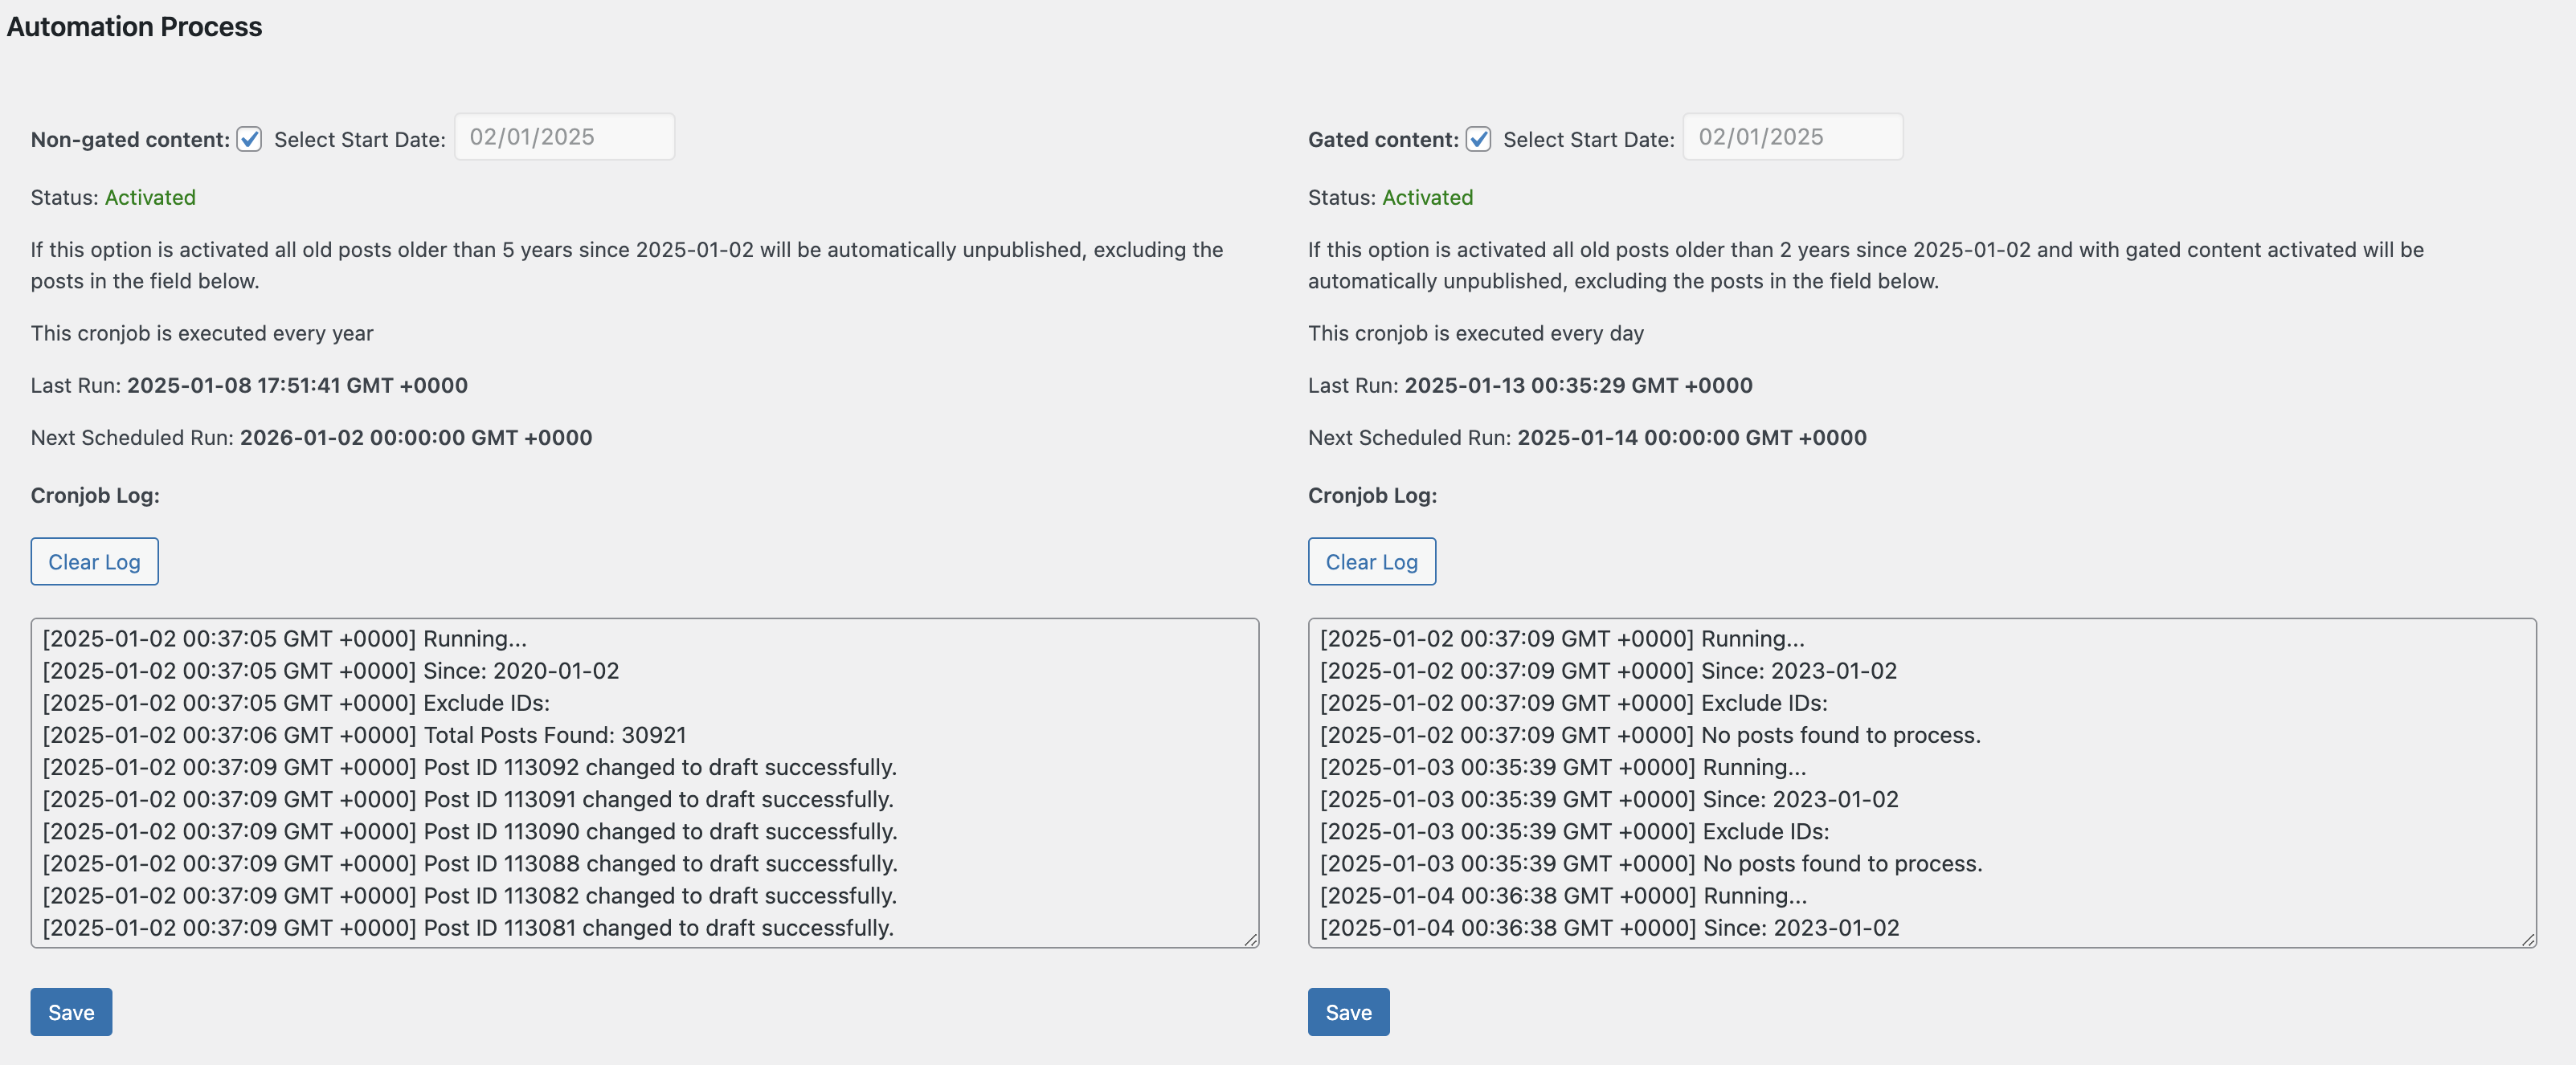 Automation Process
Non-gated content: Select Start Date: 02/01/2025
Status: Activated
If this option is activated all old posts older than 5 years since 2025-01-02 will be automatically unpublished, excluding the
posts in the field below.
This cronjob is executed every year
Last Run: 2025-01-08 17:51:41 GMT +0000
Next Scheduled Run: 2026-01-02 00:00:00 GMT +0000
Cronjob Log:
Clear Log
[2025-01-02 00:37:05 GMT +0000] Running...
[2025-01-02 00:37:05 GMT +0000] Since: 2020-01-02
[2025-01-02 00:37:05 GMT +0000] Exclude IDs:
[2025-01-02 00:37:06 GMT +0000] Total Posts Found: 30921
[2025-01-02 00:37:09 GMT +0000] Post ID 113092 changed to draft successfully.
[2025-01-02 00:37:09 GMT +0000] Post ID 113091 changed to draft successfully.
[2025-01-02 00:37:09 GMT +0000] Post ID 113090 changed to draft successfully.
[2025-01-02 00:37:09 GMT +0000] Post ID 113088 changed to draft successfully.
[2025-01-02 00:37:09 GMT +0000] Post ID 113082 changed to draft successfully.
[2025-01-02 00:37:09 GMT +0000] Post ID 113081 changed to draft successfully.
Save
Gated content: Select Start Date: 02/01/2025
Status: Activated
If this option is activated all old posts older than 2 years since 2025-01-02 and with gated content activated will be
automatically unpublished, excluding the posts in the field below.
This cronjob is executed every day
Last Run: 2025-01-13 00:35:29 GMT +0000
Next Scheduled Run: 2025-01-14 00:00:00 GMT +0000
Cronjob Log:
Clear Log
[2025-01-02 00:37:09 GMT +0000] Running...
[2025-01-02 00:37:09 GMT +0000] Since: 2023-01-02
[2025-01-02 00:37:09 GMT +0000] Exclude IDs:
[2025-01-02 00:37:09 GMT +0000] No posts found to process.
[2025-01-03 00:35:39 GMT +0000] Running...
[2025-01-03 00:35:39 GMT +0000] Since: 2023-01-02
[2025-01-03 00:35:39 GMT +0000] Exclude IDs:
[2025-01-03 00:35:39 GMT +0000] No posts found to process.
[2025-01-04 00:36:38 GMT +0000] Running...
[2025-01-04 00:36:38 GMT +0000] Since: 2023-01-02
Save